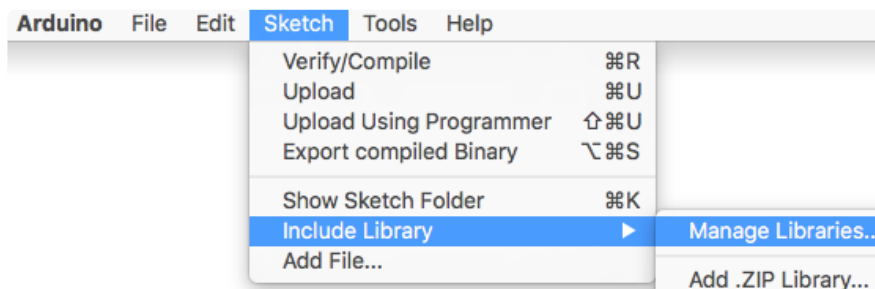 Arduino File Edit Sketch Tools Help
Verify/Compile ⌘R
Upload ⌘U
Upload Using Programmer ⇧⌘U
Export compiled Binary ⌥⌘S
Show Sketch Folder ⌘K
Include Library ▶ Manage Libraries..
Add File...
Add .ZIP Library...